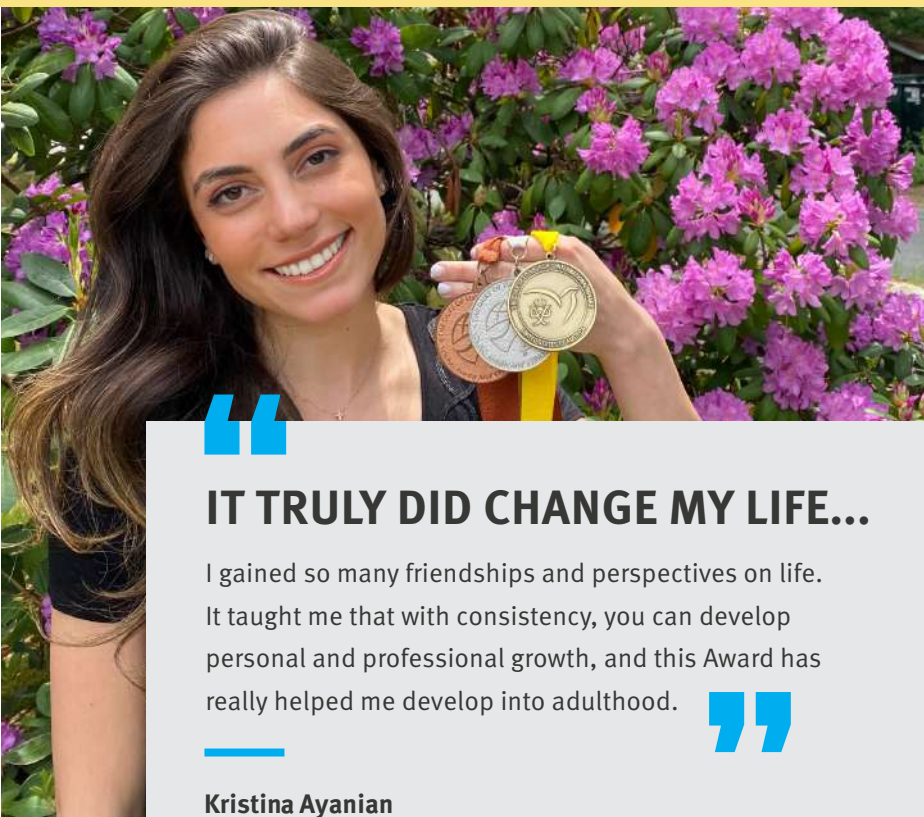 “
IT TRULY DID CHANGE MY LIFE...
I gained so many friendships and perspectives on life.
It taught me that with consistency, you can develop
personal and professional growth, and this Award has
really helped me develop into adulthood.
”
Kristina Ayanian